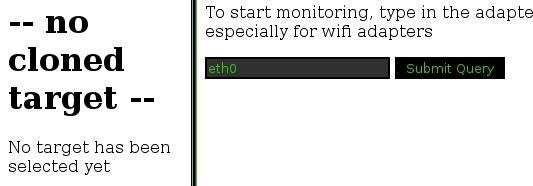 -- no
cloned
target --
No target has been
selected yet
To start monitoring, type in the adapte
especially for wifi adapters
eth0
Submit Query